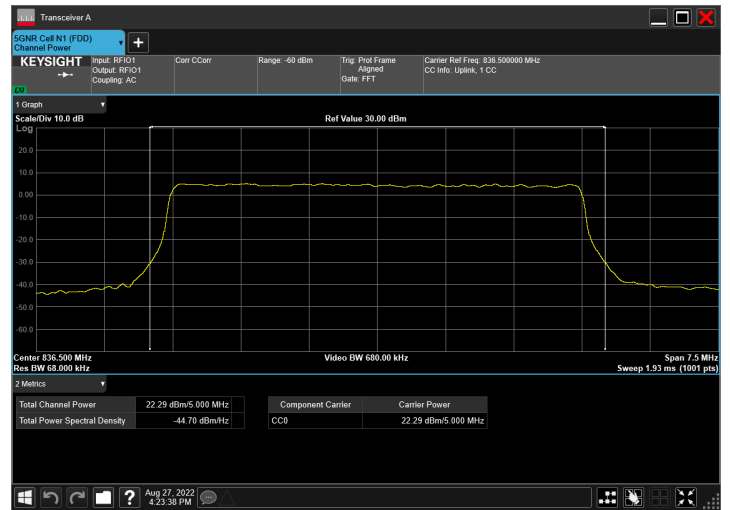 Transceiver A
5GNR Cell N1 (FDD)
Channel Power
KEYSIGHT
Input: RFIO1
Output: RFIO1
Coupling: AC
Corr CCorr
Range: -60 dBm
Trig: Prot Frame
Aligned
Gate: FFT
Carrier Ref Freq: 836.500000 MHz
CC Info: Uplink, 1 CC
1 Graph
Scale/Div 10.0 dB
Ref Value 30.00 dBm
Log
20.0
10.0
0.00
-10.0
-20.0
-30.0
-40.0
-50.0
-60.0
Center 836.500 MHz
Video BW 680.00 kHz
Span 7.5 MHz
Res BW 68.000 kHz
Sweep 1.93 ms (1001 pts)
2 Metrics
Total Channel Power 22.29 dBm/5.000 MHz
Total Power Spectral Density -44.70 dBm/Hz
Component Carrier Carrier Power
CC0 22.29 dBm/5.000 MHz
?
Aug 27, 2022
4:23:38 PM